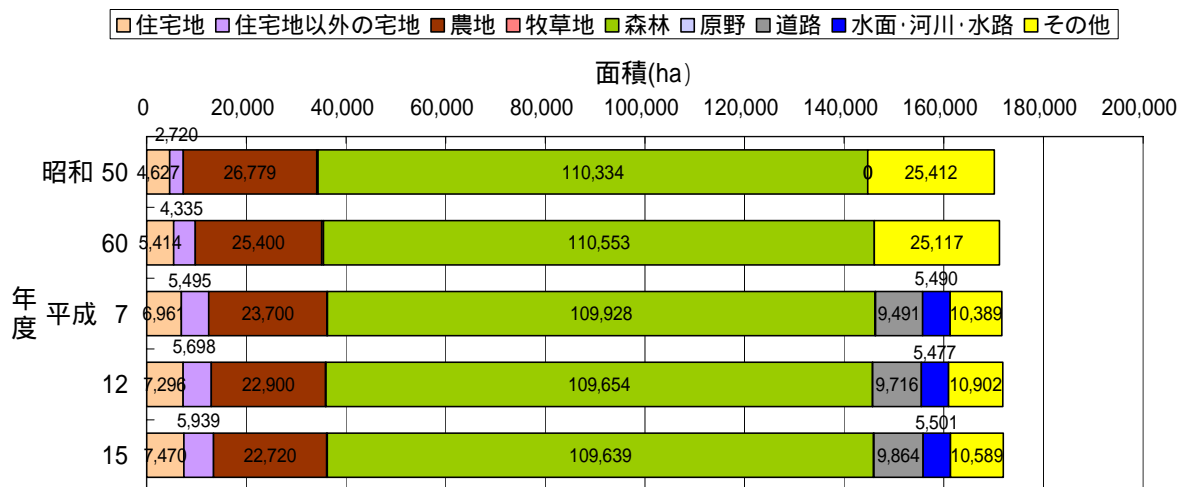 住宅地 住宅地以外の宅地 農地 牧草地 森林 原野 道路 水面・河川・水路 その他
面積(ha)
0 20,000 40,000 60,000 80,000 100,000 120,000 140,000 160,000 180,000 200,000
2,720
昭和 50 4,627 26,779 110,334 0 25,412
4,335
60 5,414 25,400 110,553 25,117
5,495 5,490
年度
平成 7 6,961 23,700 109,928 9,491 10,389
5,698 5,477
12 7,296 22,900 109,654 9,716 10,902
5,939 5,501
15 7,470 22,720 109,639 9,864 10,589